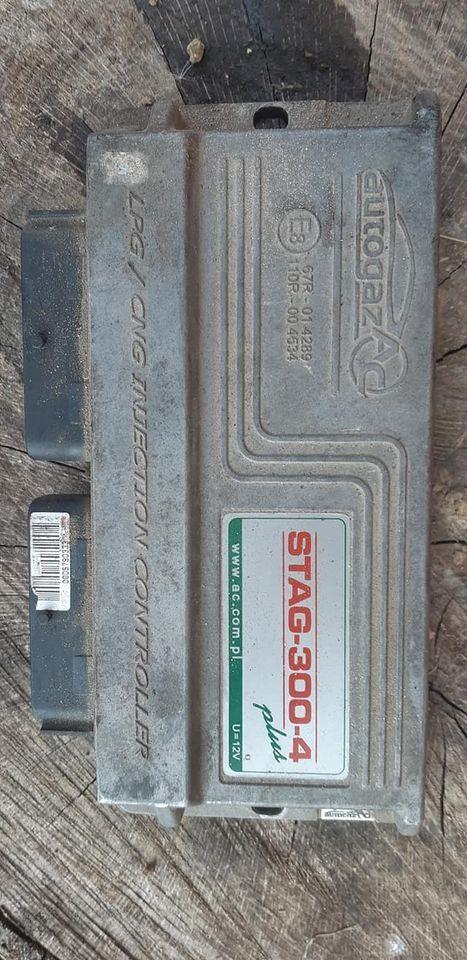 LPG / CNG INJECTION CONTROLLER
autogaz AC
E8
67R-01 4289
110R-00 4534
STAG-300-4
plus
www.ac.com.pl
U=12V